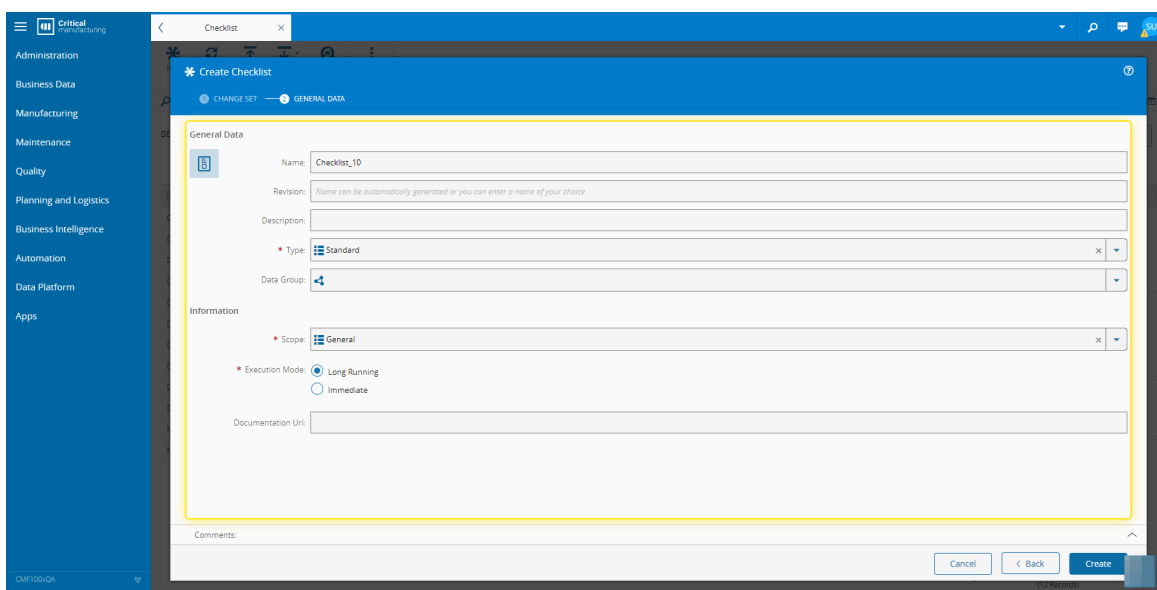 Critical
manufacturing
Checklist
SU
Administration
Business Data
Manufacturing
Maintenance
Quality
Planning and Logistics
Business Intelligence
Automation
Data Platform
Apps
CMF100xQA
Create Checklist
1 CHANGE SET 2 GENERAL DATA
General Data
Name: Checklist_10
Revision: Name can be automatically generated or you can enter a name of your choice
Description:
* Type: Standard
Data Group:
Information
* Scope: General
* Execution Mode: Long Running
Immediate
Documentation Url:
Comments:
Cancel
Back
Create
(12 Records)